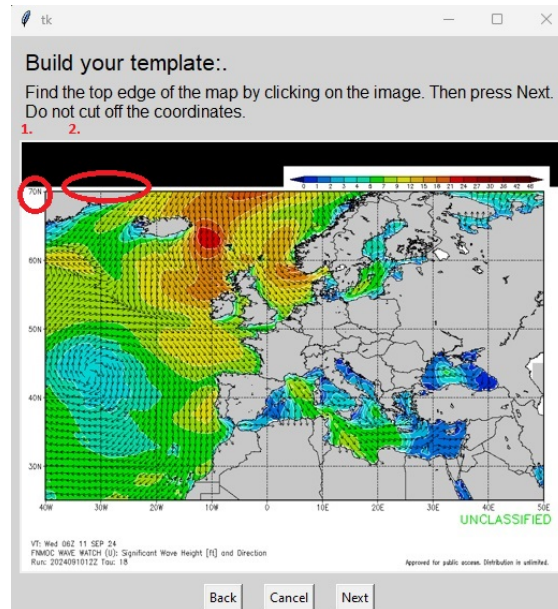 tk
Build your template:.
Find the top edge of the map by clicking on the image. Then press Next.
Do not cut off the coordinates.
1. 2.
0 1 2 3 4 6 7 9 12 15 18 21 24 27 30 36 42 48
70N
60N
50N
40N
30N
40W 30W 20W 10W 0 10E 20E 30E 40E 50E
UNCLASSIFIED
VT: Wed 06Z 11 SEP 24
FNMOC WAVE WATCH (U): Significant Wave Height [ft] and Direction
Run: 2024091012Z Tau: 18
Approved for public access. Distribution is unlimited.
Back Cancel Next